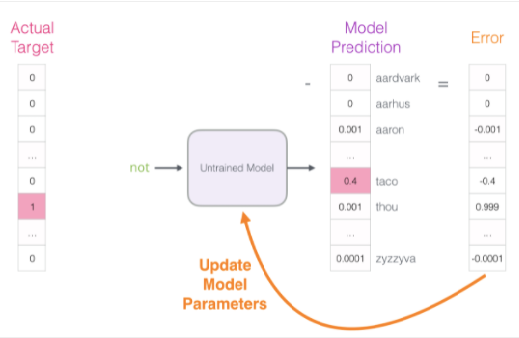 Actual
Target
Model
Prediction
Error
0
0
0
...
0
1
...
0
not
Untrained Model
-
0 aardvark
0 aarhus
0.001 aaron
...
0.4 taco
0.001 thou
...
0.0001 zyzzyva
=
0
0
-0.001
...
-0.4
0.999
...
-0.0001
Update
Model
Parameters